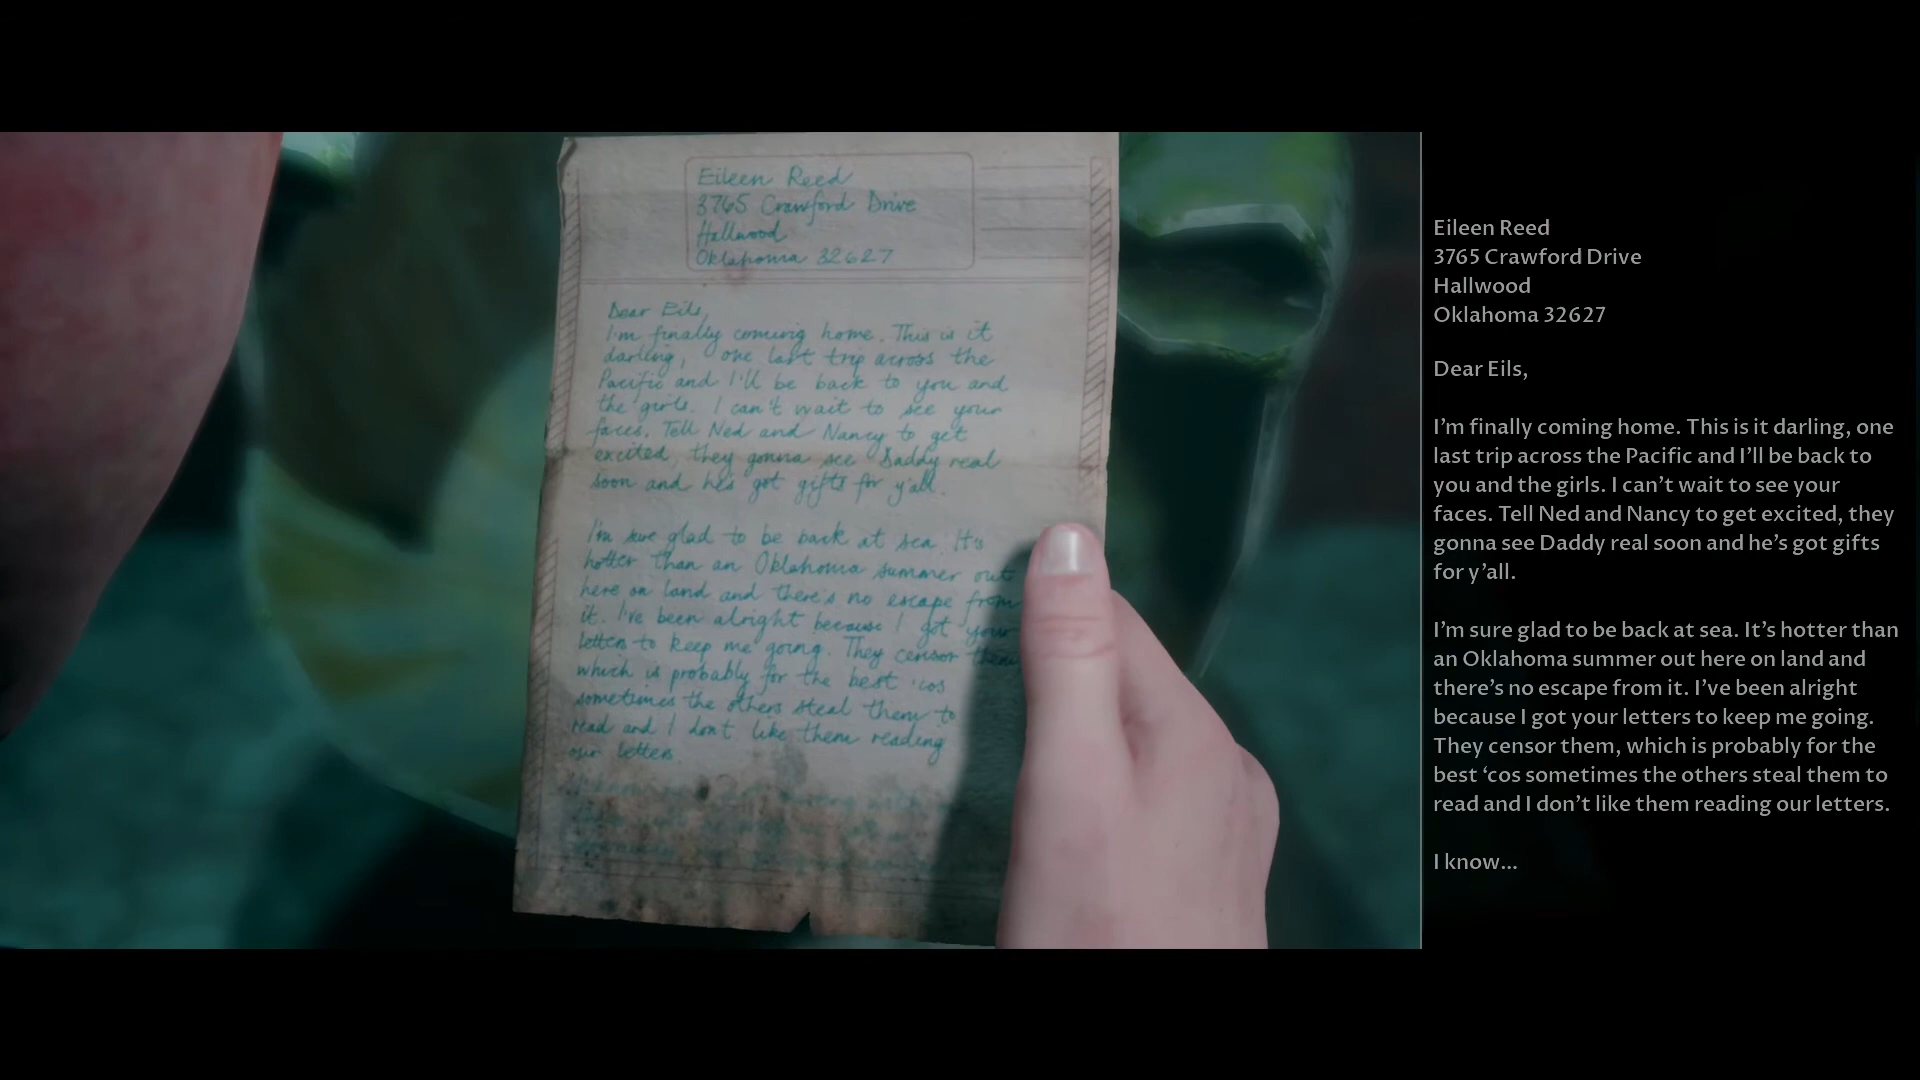 Eileen Reed
3765 Crawford Drive
Hallwood
Oklahoma 32627
Dear Eils,
I'm finally coming home. This is it
darling, one last trip across the
Pacific and I'll be back to you and
the girls. I can't wait to see your
faces. Tell Ned and Nancy to get
excited, they gonna see Daddy real
soon and he's got gifts for y'all.
I'm sure glad to be back at sea. It's
hotter than an Oklahoma summer out
here on land and there's no escape from
it. I've been alright because I got your
letters to keep me going. They censor them
which is probably for the best 'cos
sometimes the others steal them to
read and I don't like them reading
our letters.
Eileen Reed
3765 Crawford Drive
Hallwood
Oklahoma 32627
Dear Eils,
I'm finally coming home. This is it darling, one
last trip across the Pacific and I'll be back to
you and the girls. I can't wait to see your
faces. Tell Ned and Nancy to get excited, they
gonna see Daddy real soon and he's got gifts
for y'all.
I'm sure glad to be back at sea. It's hotter than
an Oklahoma summer out here on land and
there's no escape from it. I've been alright
because I got your letters to keep me going.
They censor them, which is probably for the
best ‘cos sometimes the others steal them to
read and I don't like them reading our letters.
I know...